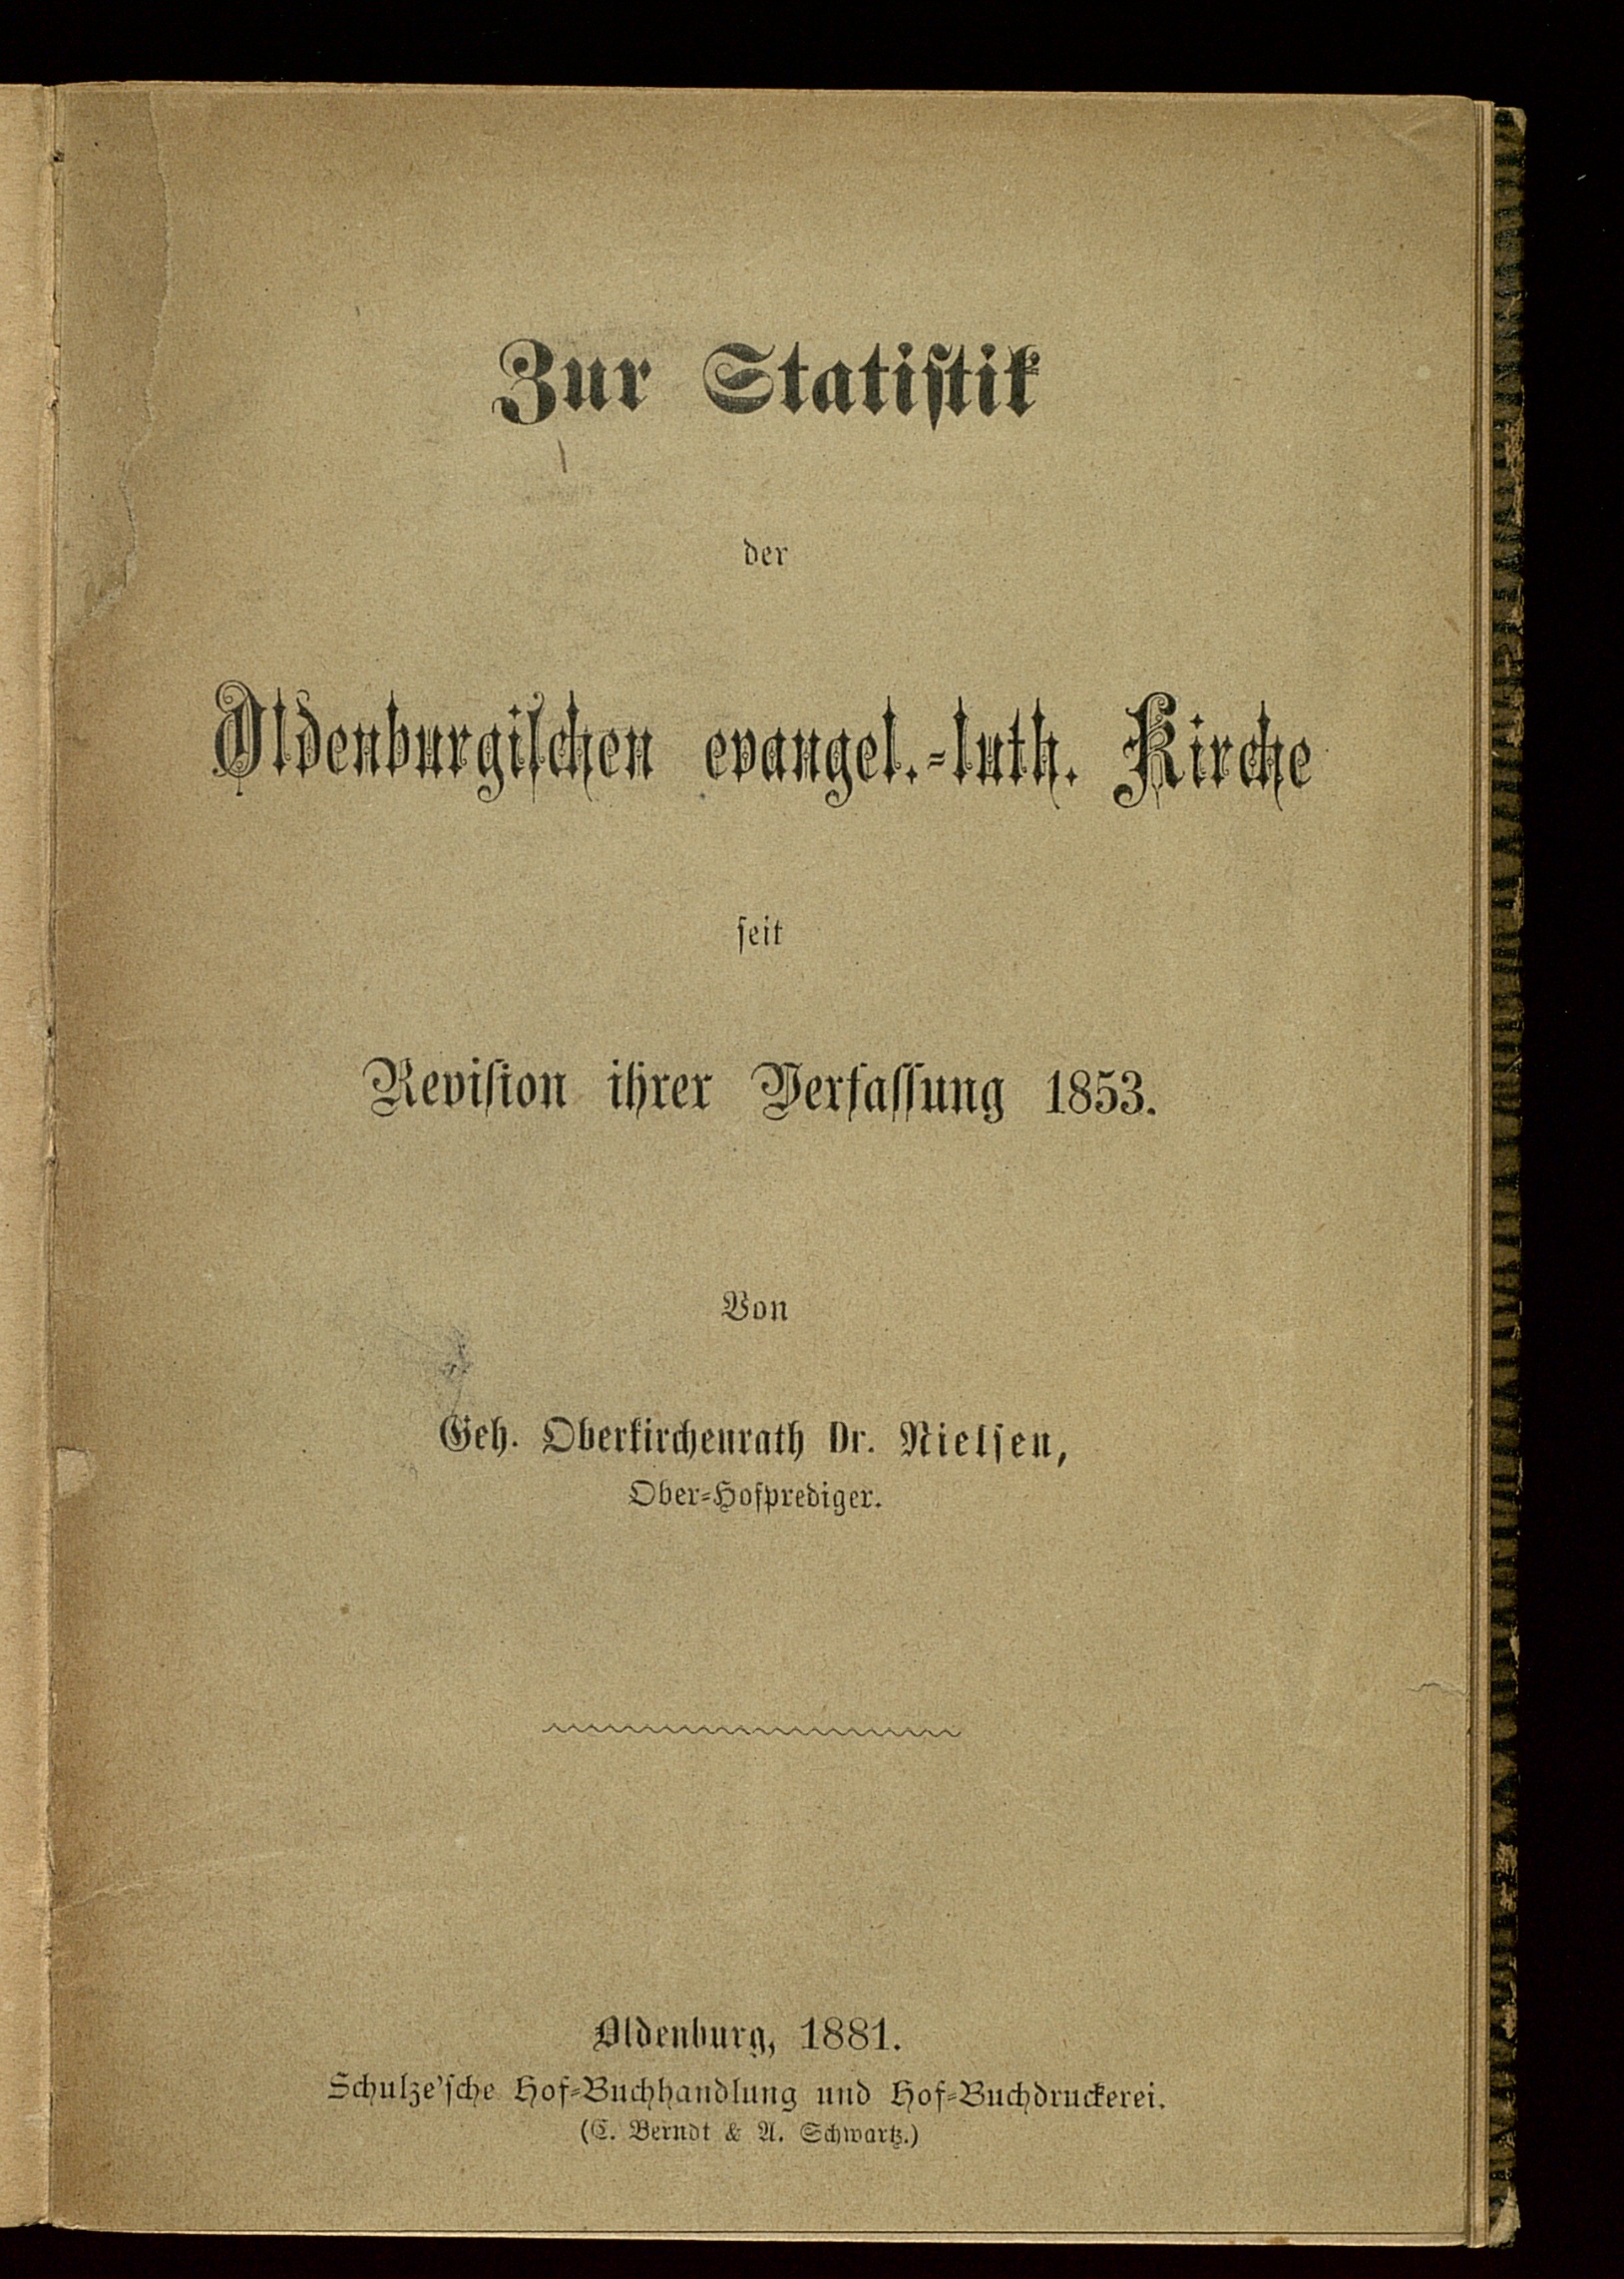 Zur Statistik
der
Oldenburgischen evangel.-luth. Kirche
seit
Revision ihrer Verfassung 1853.
Von
Geh. Oberkirchenrath Dr. Nielsen,
Ober-Hofprediger.
Oldenburg, 1881.
Schulze'sche Hof-Buchhandlung und Hof-Buchdruckerei.
(C. Berndt & A. Schwartz.)